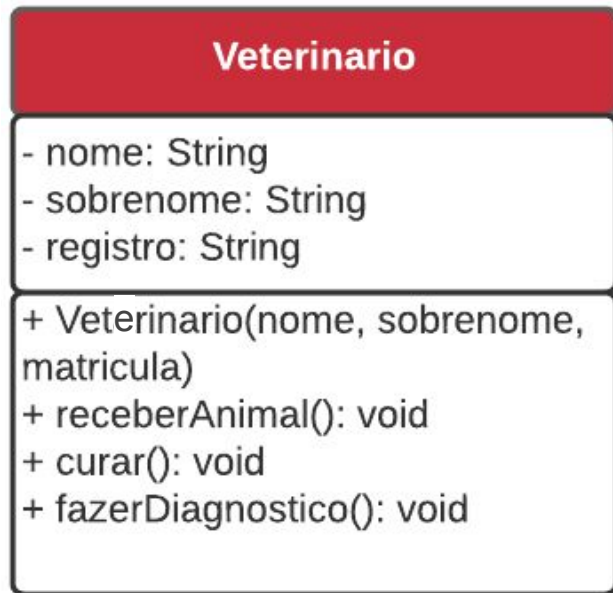 Veterinario
- nome: String
- sobrenome: String
- registro: String
+ Veterinario(nome, sobrenome,
matricula)
+ receberAnimal(): void
+ curar(): void
+ fazerDiagnostico(): void